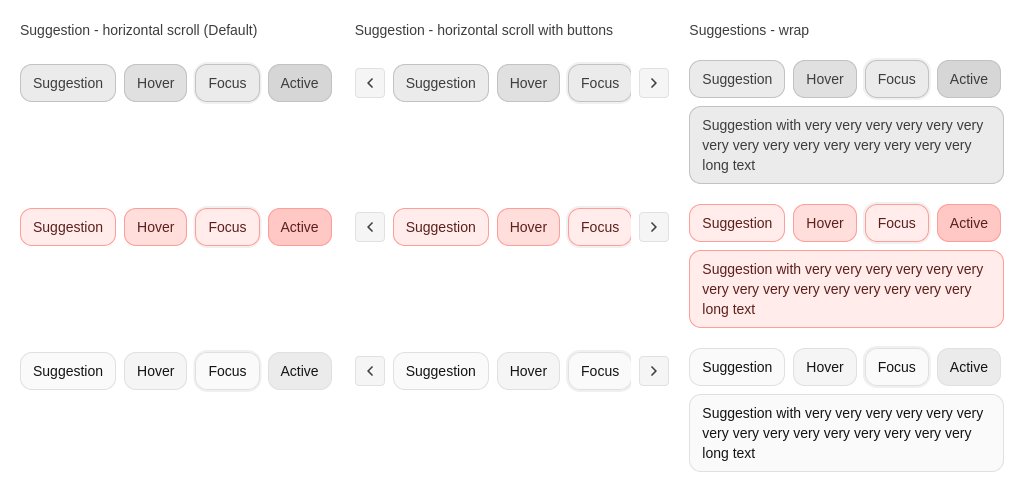 Suggestion - horizontal scroll (Default)
Suggestion Hover Focus Active
Suggestion Hover Focus Active
Suggestion Hover Focus Active
Suggestion - horizontal scroll with buttons
Suggestion Hover Focus
Suggestion Hover Focus
Suggestion Hover Focus
Suggestions - wrap
Suggestion Hover Focus Active
Suggestion with very very very very very very
very very very very very very very very very
long text
Suggestion Hover Focus Active
Suggestion with very very very very very very
very very very very very very very very very
long text
Suggestion Hover Focus Active
Suggestion with very very very very very very
very very very very very very very very very
long text